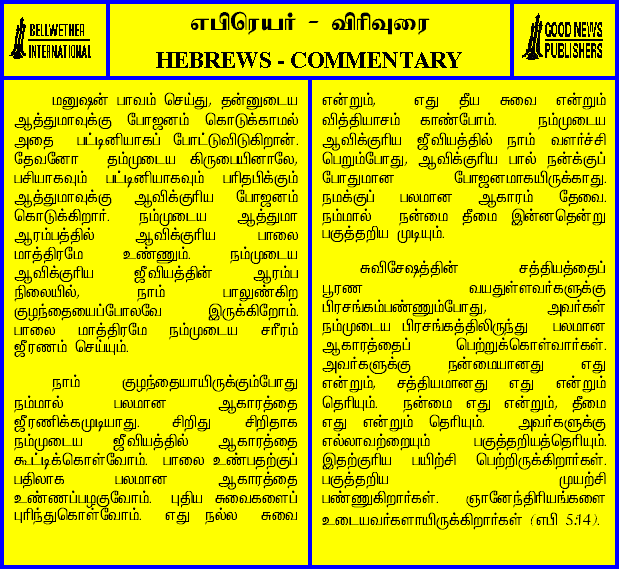 BELLWETHER
INTERNATIONAL
எபிரெயர் - விரிவுரை
HEBREWS - COMMENTARY
GOOD NEWS
PUBLISHERS
மனுஷன் பாவம் செய்து, தன்னுடைய
ஆத்துமாவுக்கு போஜனம் கொடுக்காமல்
அதை பட்டினியாகப் போட்டுவிடுகிறான்.
தேவனோ தம்முடைய கிருபையினாலே,
பசியாகவும் பட்டினியாகவும் பரிதபிக்கும்
ஆத்துமாவுக்கு ஆவிக்குரிய போஜனம்
கொடுக்கிறார். நம்முடைய ஆத்துமா
ஆரம்பத்தில் ஆவிக்குரிய பாலை
மாத்திரமே உண்ணும். நம்முடைய
ஆவிக்குரிய ஜீவியத்தின் ஆரம்ப
நிலையில், நாம் பாலுண்கிற
குழந்தையைப்போலவே இருக்கிறோம்.
பாலை மாத்திரமே நம்முடைய சரீரம்
ஜீரணம் செய்யும்.
நாம் குழந்தையாயிருக்கும்போது
நம்மால் பலமான ஆகாரத்தை
ஜீரணிக்கமுடியாது. சிறிது சிறிதாக
நம்முடைய ஜீவியத்தில் ஆகாரத்தை
கூட்டிக்கொள்வோம். பாலை உண்பதற்குப்
பதிலாக பலமான ஆகாரத்தை
உண்ணப்பழகுவோம். புதிய சுவைகளைப்
புரிந்துகொள்வோம். எது நல்ல சுவை
என்றும், எது தீய சுவை என்றும்
வித்தியாசம் காண்போம். நம்முடைய
ஆவிக்குரிய ஜீவியத்தில் நாம் வளர்ச்சி
பெறும்போது, ஆவிக்குரிய பால் நன்க்குப்
போதுமான போஜனமாகயிருக்காது.
நமக்குப் பலமான ஆகாரம் தேவை.
நம்மால் நன்மை தீமை இன்னதென்று
பகுத்தறிய முடியும்.
சுவிசேஷத்தின் சத்தியத்தைப்
பூரண வயதுள்ளவர்களுக்கு
பிரசங்கம்பண்ணும்போது, அவர்கள்
நம்முடைய பிரசங்கத்திலிருந்து பலமான
ஆகாரத்தைப் பெற்றுக்கொள்வார்கள்.
அவர்களுக்கு நன்மையானது எது
என்றும், சத்தியமானது எது என்றும்
தெரியும். நன்மை எது என்றும், தீமை
எது என்றும் தெரியும். அவர்களுக்கு
எல்லாவற்றையும் பகுத்தறியத்தெரியும்.
இதற்குரிய பயிற்சி பெற்றிருக்கிறார்கள்.
பகுத்தறிய முயற்சி
பண்ணுகிறார்கள். ஞானேந்திரியங்களை
உடையவர்களாயிருக்கிறார்கள் (எபி 5:14).